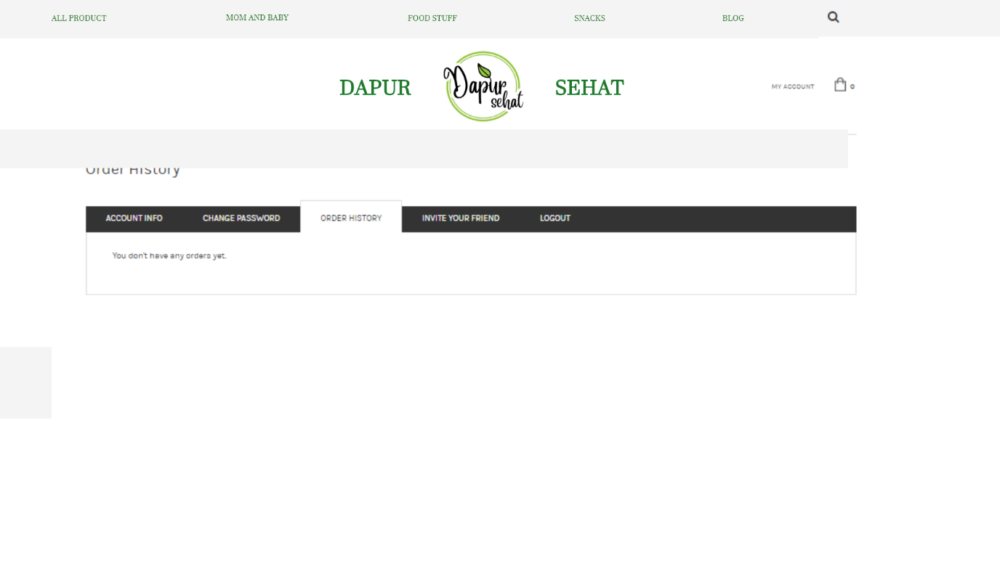 ALL PRODUCT MOM AND BABY FOOD STUFF SNACKS BLOG
DAPUR Dapur sehat SEHAT
MY ACCOUNT 0
Order History
ACCOUNT INFO CHANGE PASSWORD ORDER HISTORY INVITE YOUR FRIEND LOGOUT
You don't have any orders yet.